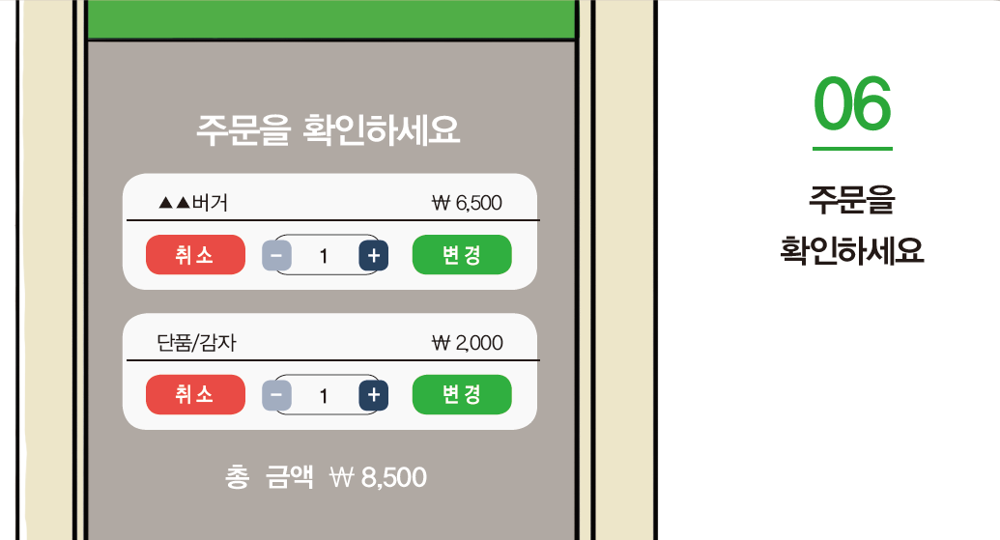 주문을 확인하세요
▲▲버거 ₩ 6,500
취소 − 1 + 변경
단품/감자 ₩ 2,000
취소 − 1 + 변경
총 금액 ₩ 8,500
06
주문을
확인하세요